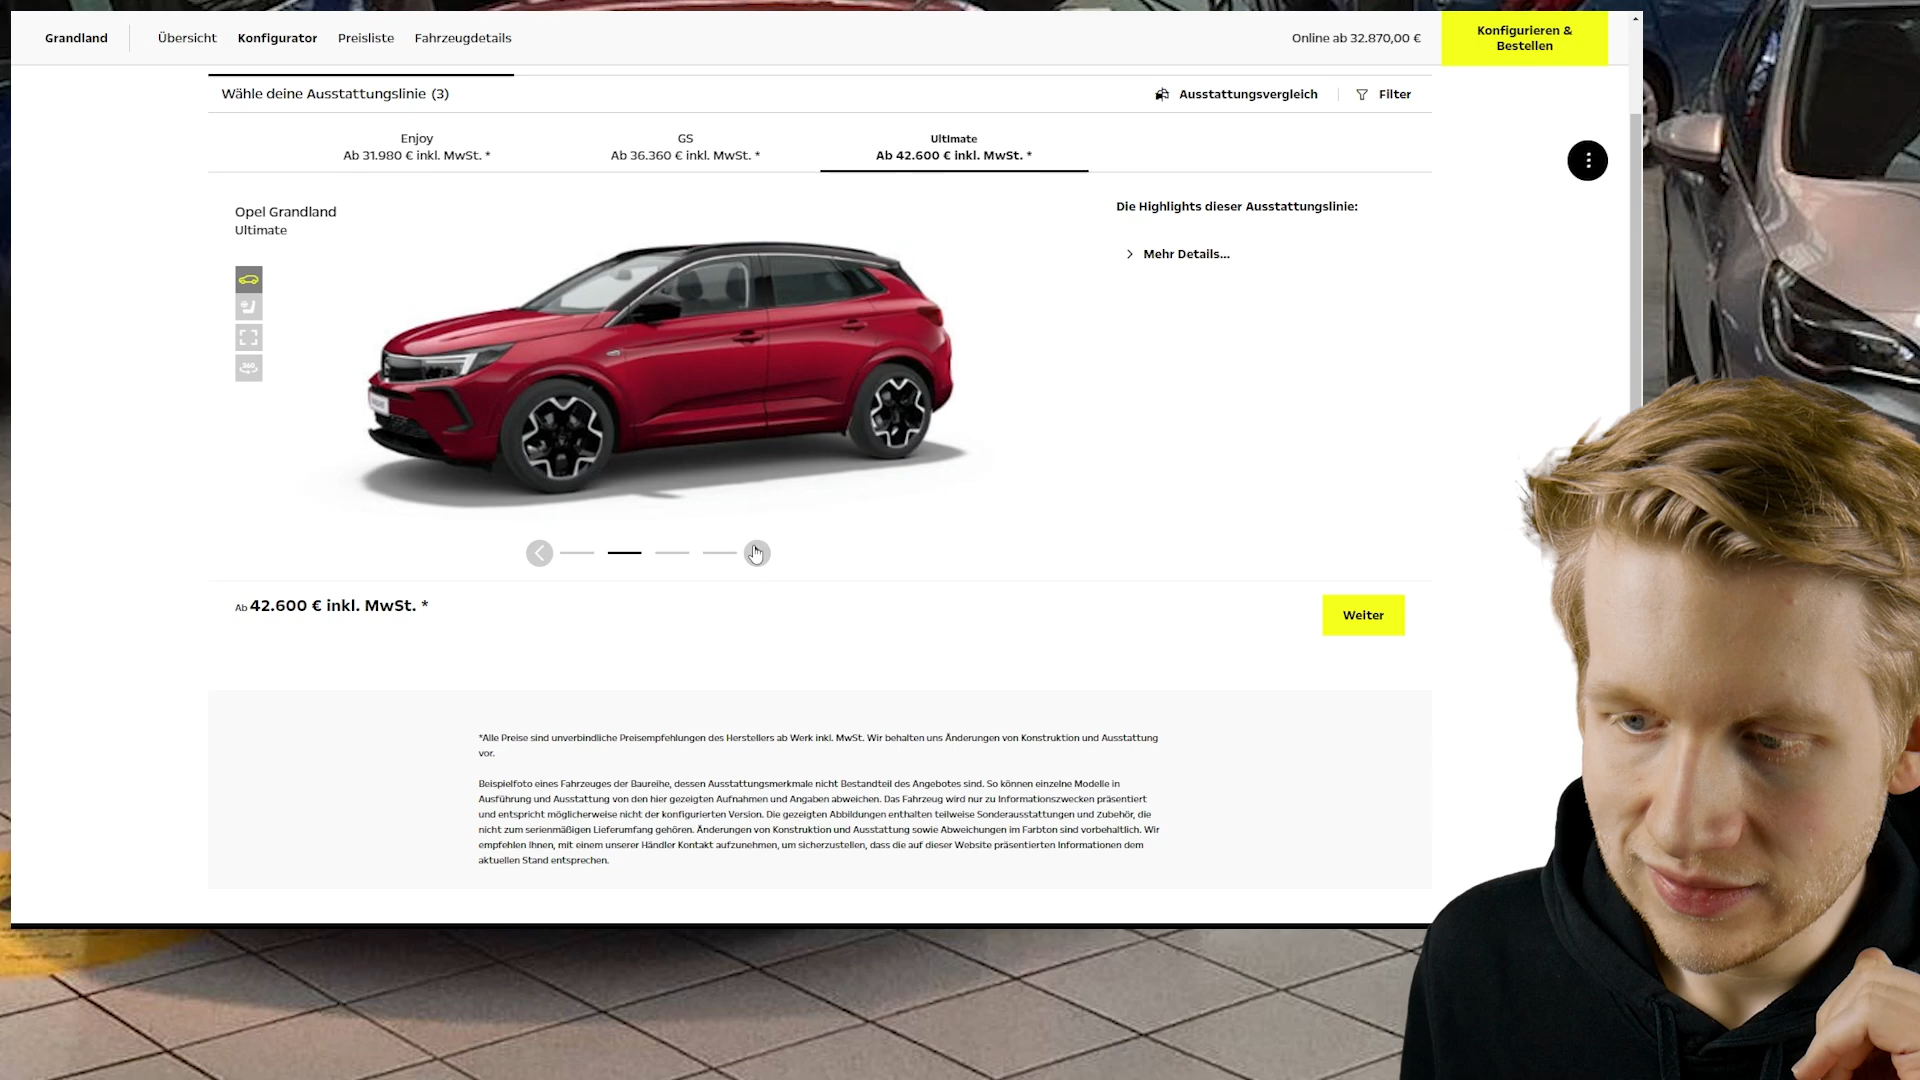 Grandland
Übersicht
Konfigurator
Preisliste
Fahrzeugdetails
Online ab 32.870,00 €
Konfigurieren &
Bestellen
Wähle deine Ausstattungslinie (3)
Ausstattungsvergleich
Filter
Enjoy
Ab 31.980 € inkl. MwSt. *
GS
Ab 36.360 € inkl. MwSt. *
Ultimate
Ab 42.600 € inkl. MwSt. *
Opel Grandland
Ultimate
360
Die Highlights dieser Ausstattungslinie:
Mehr Details...
Ab 42.600 € inkl. MwSt. *
Weiter
*Alle Preise sind unverbindliche Preisempfehlungen des Herstellers ab Werk inkl. MwSt. Wir behalten uns Änderungen von Konstruktion und Ausstattung
vor.
Beispielfoto eines Fahrzeuges der Baureihe, dessen Ausstattungsmerkmale nicht Bestandteil des Angebotes sind. So können einzelne Modelle in
Ausführung und Ausstattung von den hier gezeigten Aufnahmen und Angaben abweichen. Das Fahrzeug wird nur zu Informationszwecken präsentiert
und entspricht möglicherweise nicht der konfigurierten Version. Die gezeigten Abbildungen enthalten teilweise Sonderausstattungen und Zubehör, die
nicht zum serienmäßigen Lieferumfang gehören. Änderungen von Konstruktion und Ausstattung sowie Abweichungen im Farbton sind vorbehaltlich. Wir
empfehlen Ihnen, mit einem unserer Händler Kontakt aufzunehmen, um sicherzustellen, dass die auf dieser Website präsentierten Informationen dem
aktuellen Stand entsprechen.